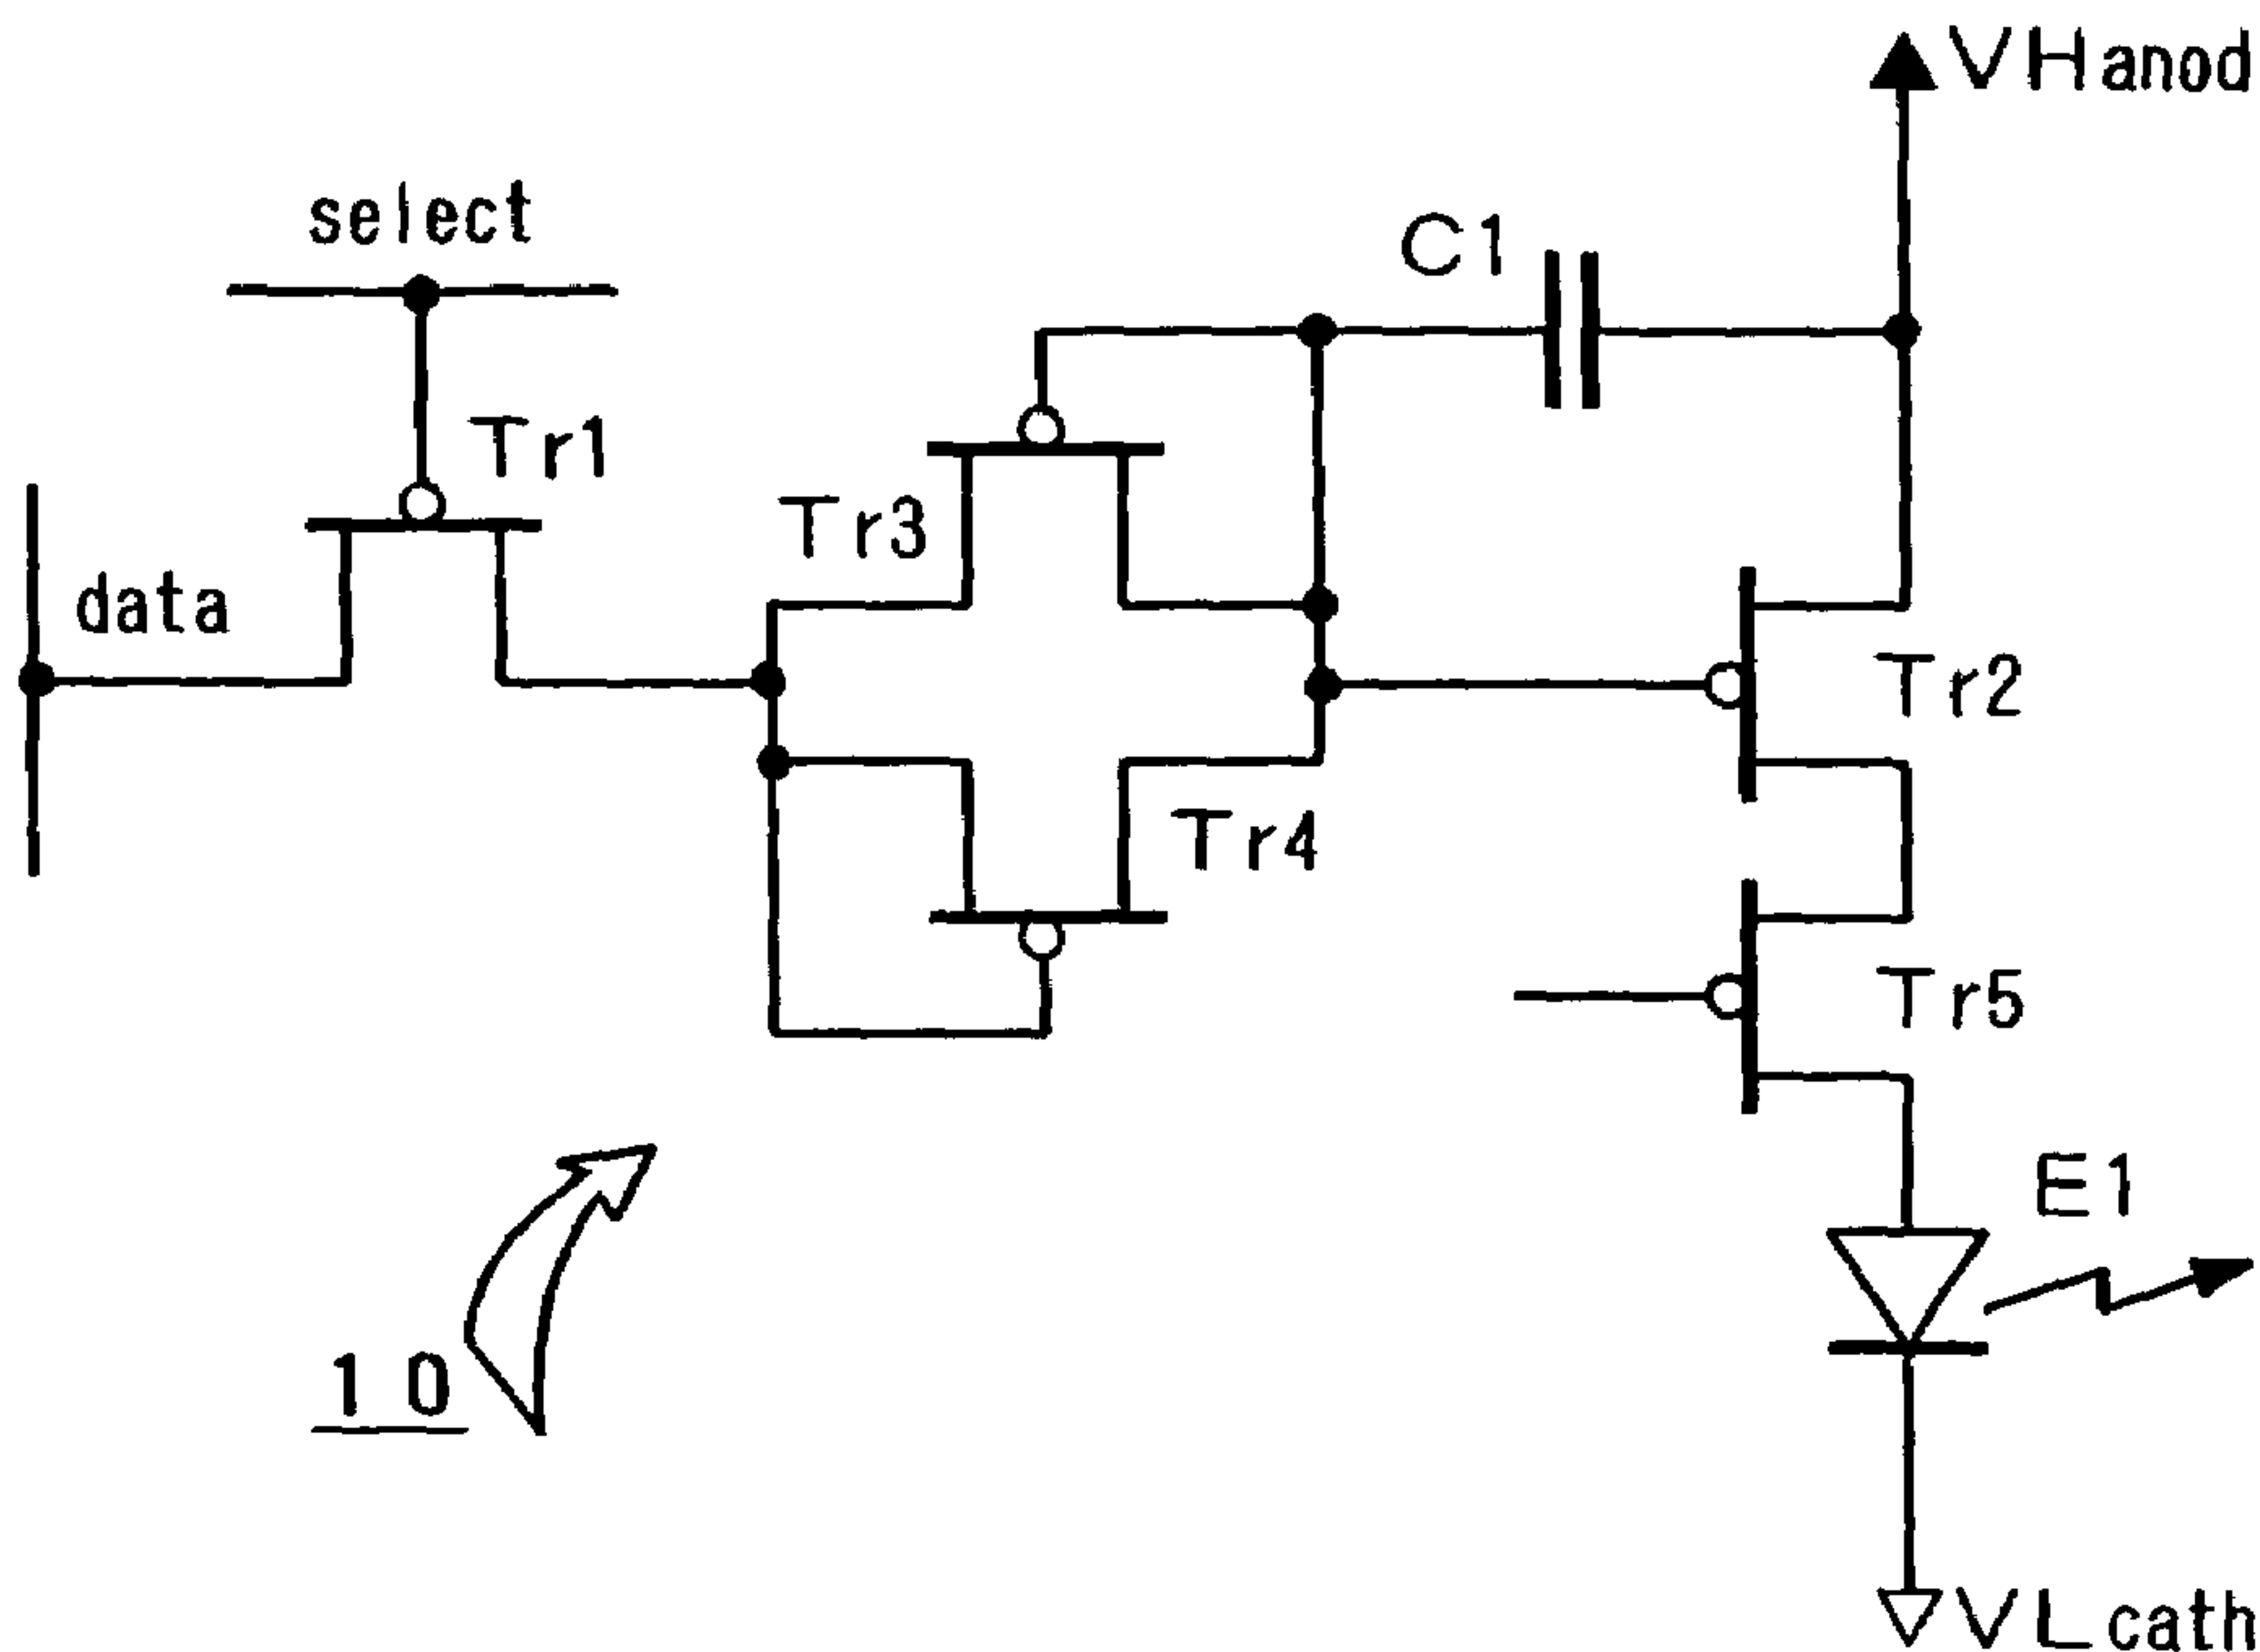 VHanod
select
C1
Tr1
Tr3
data
Tr2
Tr4
Tr5
E1
10
VLcath